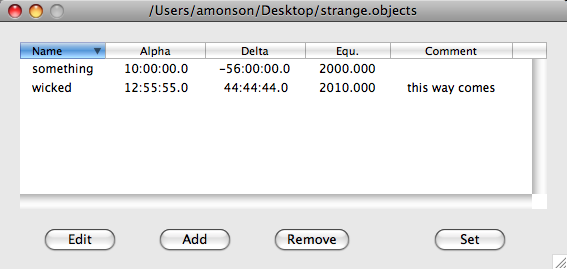 /Users/amonson/Desktop/strange.objects
Name Alpha Delta Equ. Comment
something 10:00:00.0 -56:00:00.0 2000.000
wicked 12:55:55.0 44:44:44.0 2010.000 this way comes
Edit Add Remove Set